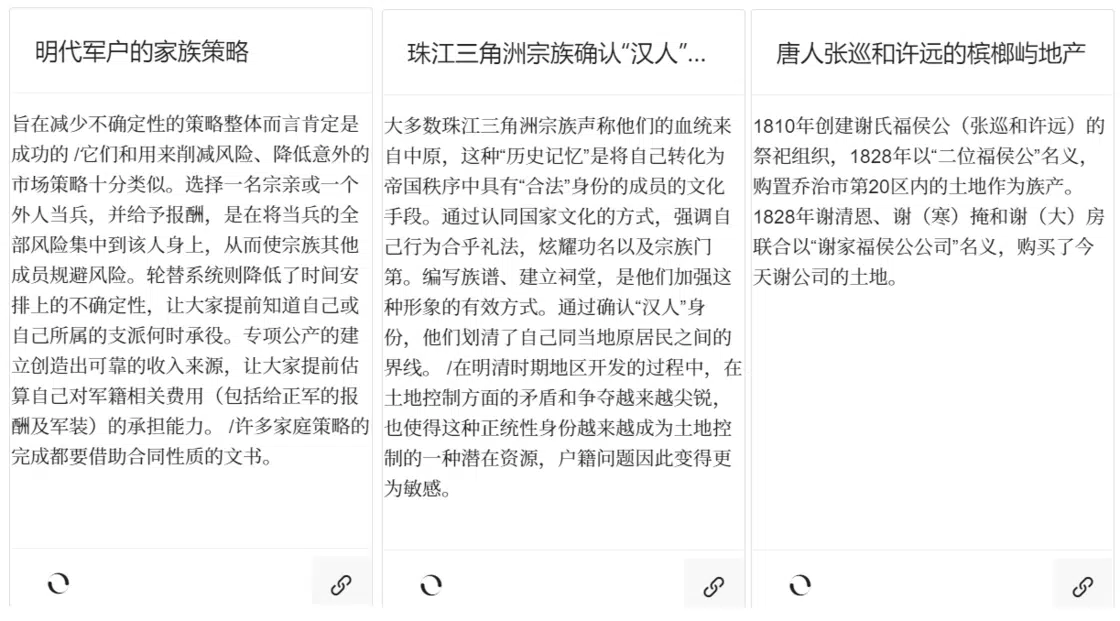 明代军户的家族策略
旨在减少不确定性的策略整体而言肯定是
成功的 /它们和用来削减风险、降低意外的
市场策略十分类似。选择一名宗亲或一个
外人当兵，并给予报酬，是在将当兵的全
部风险集中到该人身上，从而使宗族其他
成员规避风险。轮替系统则降低了时间安
排上的不确定性，让大家提前知道自己或
自己所属的支派何时承役。专项公产的建
立创造出可靠的收入来源，让大家提前估
算自己对军籍相关费用（包括给正军的报
酬及军装）的承担能力。 /许多家庭策略的
完成都要借助合同性质的文书。
珠江三角洲宗族确认“汉人”...
大多数珠江三角洲宗族声称他们的血统来
自中原，这种“历史记忆”是将自己转化为
帝国秩序中具有“合法”身份的成员的文化
手段。通过认同国家文化的方式，强调自
己行为合乎礼法，炫耀功名以及宗族门
第。编写族谱、建立祠堂，是他们加强这
种形象的有效方式。通过确认“汉人”身
份，他们划清了自己同当地原居民之间的
界线。 /在明清时期地区开发的过程中，在
土地控制方面的矛盾和争夺越来越尖锐，
也使得这种正统性身份越来越成为土地控
制的一种潜在资源，户籍问题因此变得更
为敏感。
唐人张巡和许远的槟榔屿地产
1810年创建谢氏福侯公（张巡和许远）的
祭祀组织，1828年以“二位福侯公”名义，
购置乔治市第20区内的土地作为族产。
1828年谢清恩、谢（寒）掩和谢（大）房
联合以“谢家福侯公公司”名义，购买了今
天谢公司的土地。